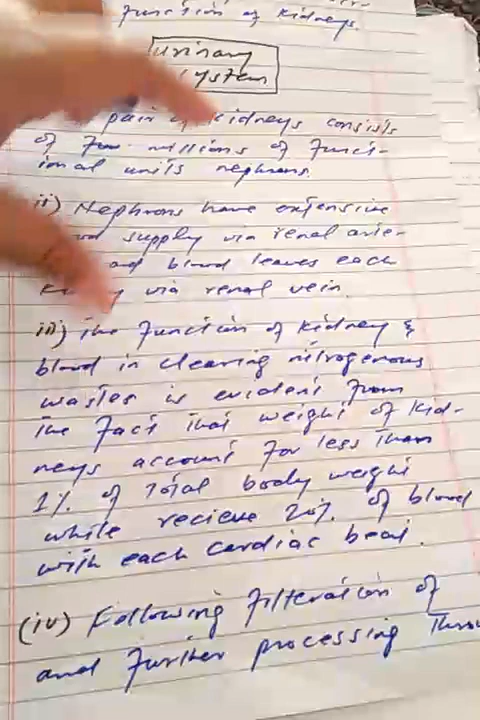 function of kidneys.
urinary
system
pair of kidneys consists
of millions of funct-
ional units nephrons.
ii) Nephrons have extensive
supply via renal arte-
and blood leaves each
via renal vein.
iii) The function of kidney &
blood in clearing nitrogenous
wastes is evident from
the fact that weight of kid-
neys account for less than
1% of total body weight
while recieve 20% of blood
with each cardiac beat.
(iv) Following filteration of
and further processing